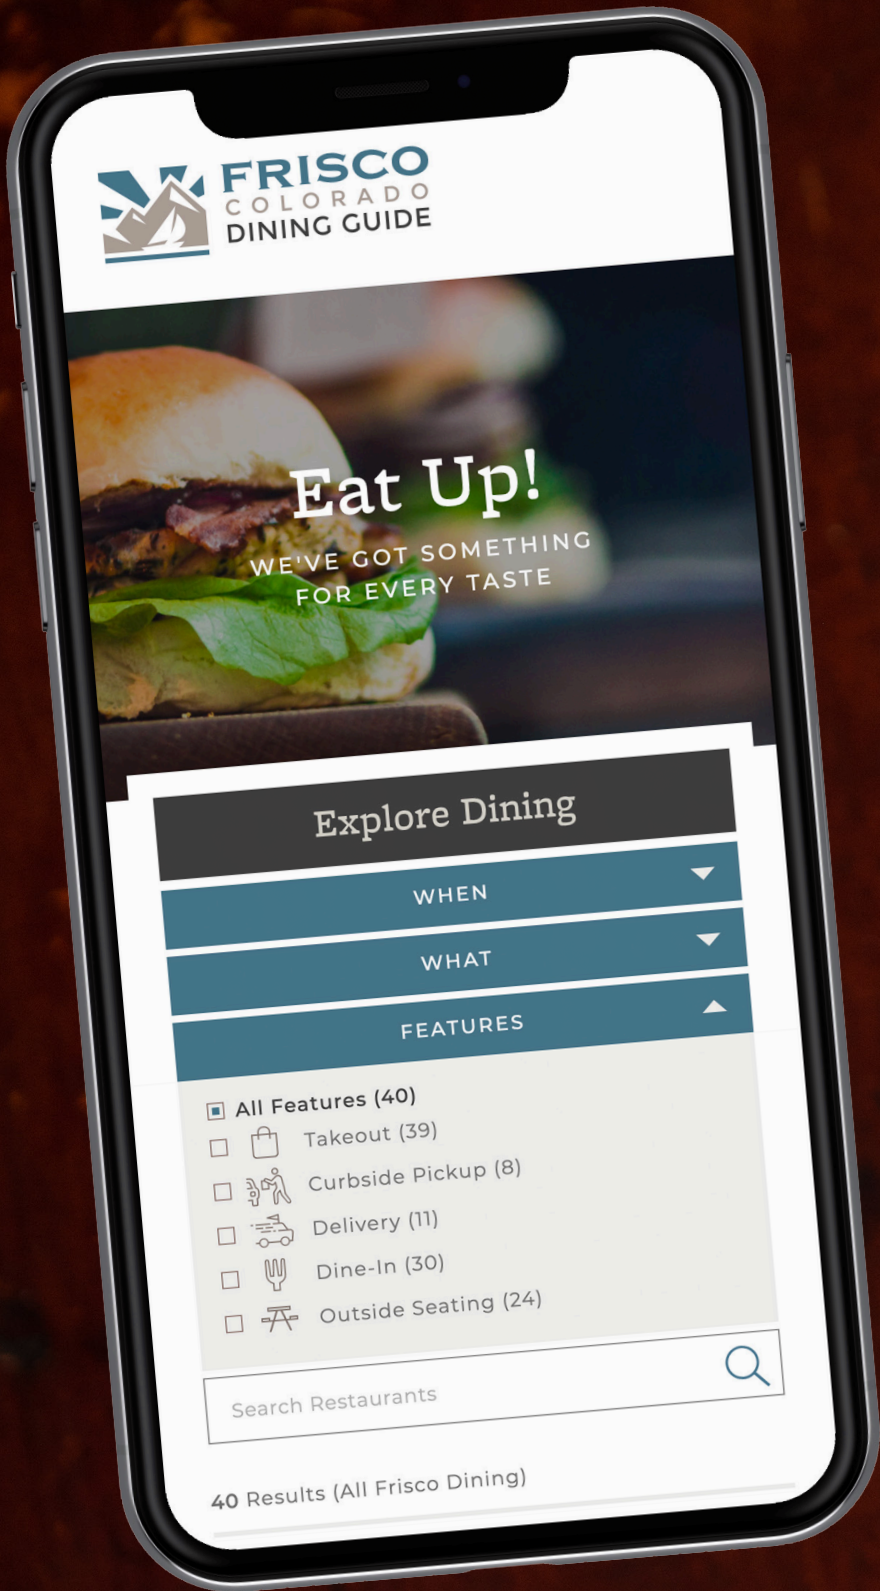 FRISCO
COLORADO
DINING GUIDE
Eat Up!
WE'VE GOT SOMETHING
FOR EVERY TASTE
Explore Dining
WHEN
WHAT
FEATURES
All Features (40)
Takeout (39)
Curbside Pickup (8)
Delivery (11)
Dine-In (30)
Outside Seating (24)
Search Restaurants
40 Results (All Frisco Dining)